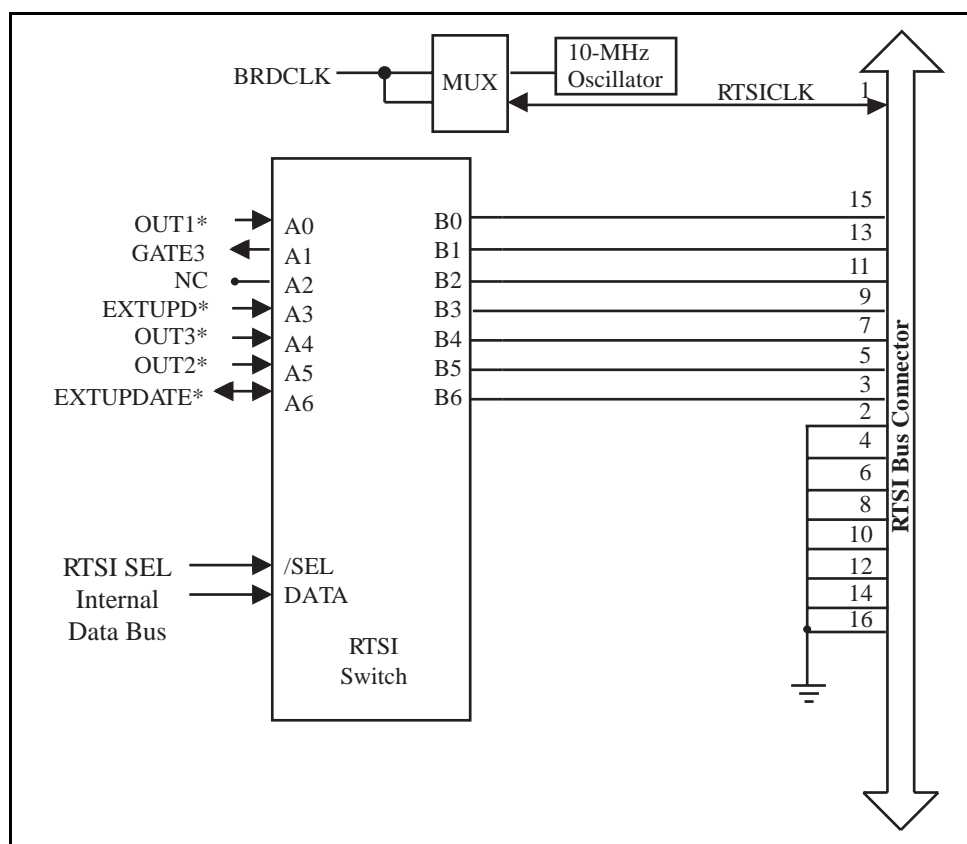 10-MHz
Oscillator
BRDCLK
MUX
RTSICLK
1
OUT1*
A0
B0
15
GATE3
A1
B1
13
NC
A2
B2
11
EXTUPD*
A3
B3
9
OUT3*
A4
B4
7
OUT2*
A5
B5
5
EXTUPDATE*
A6
B6
3
2
4
6
8
10
12
14
16
RTSI Bus Connector
RTSI SEL
/SEL
Internal
Data Bus
DATA
RTSI
Switch